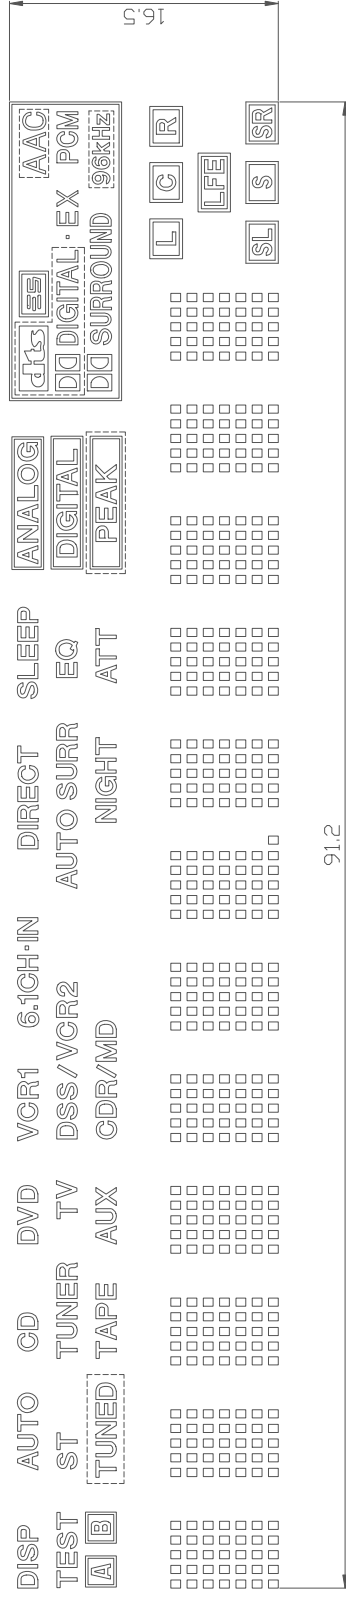 DISP AUTO CD DVD VCR1 6.1CH·IN DIRECT SLEEP ANALOG dts ES AAC
TEST ST TUNER TV DSS/VCR2 AUTO SURR EQ DIGITAL DIGITAL·EX PCM
A B TUNED TAPE AUX CDR/MD NIGHT ATT PEAK SURROUND 96kHz
L C R
LFE
SL S SR
91.2
16.5